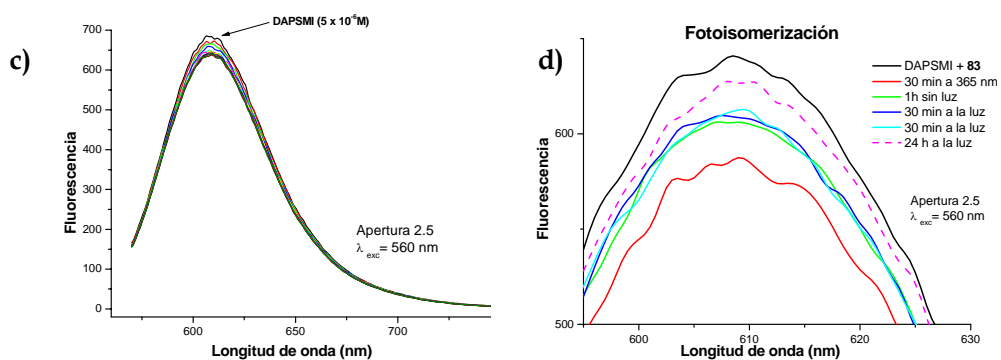 c)
DAPSMI (5 x 10⁻⁶M)
700
600
500
400
300
200
100
0
Fluorescencia
Apertura 2.5
λ exc = 560 nm
600
650
700
Longitud de onda (nm)
d)
Fotoisomerización
DAPSMI + 83
30 min a 365 nm
1h sin luz
30 min a la luz
30 min a la luz
24 h a la luz
600
500
Fluorescencia
Apertura 2.5
λ exc = 560 nm
600
610
620
630
Longitud de onda (nm)